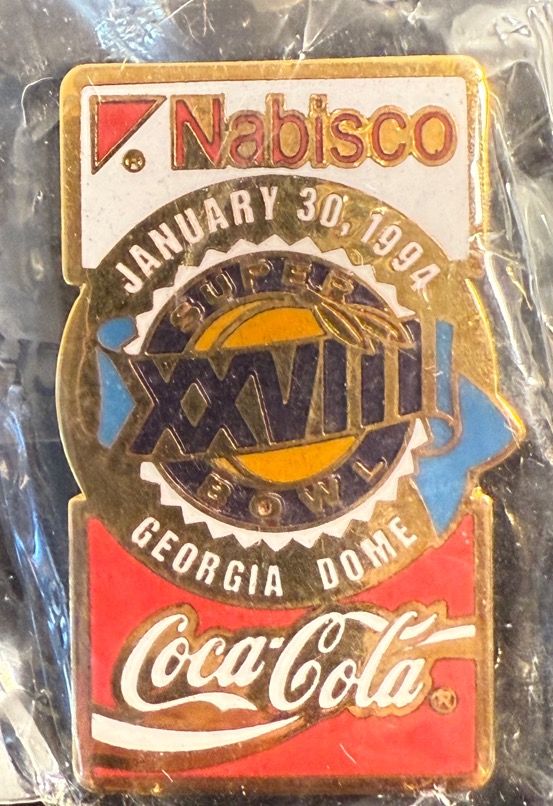 ® Nabisco
JANUARY 30, 1994
SUPER
XXVIII
BOWL
GEORGIA DOME
Coca-Cola®